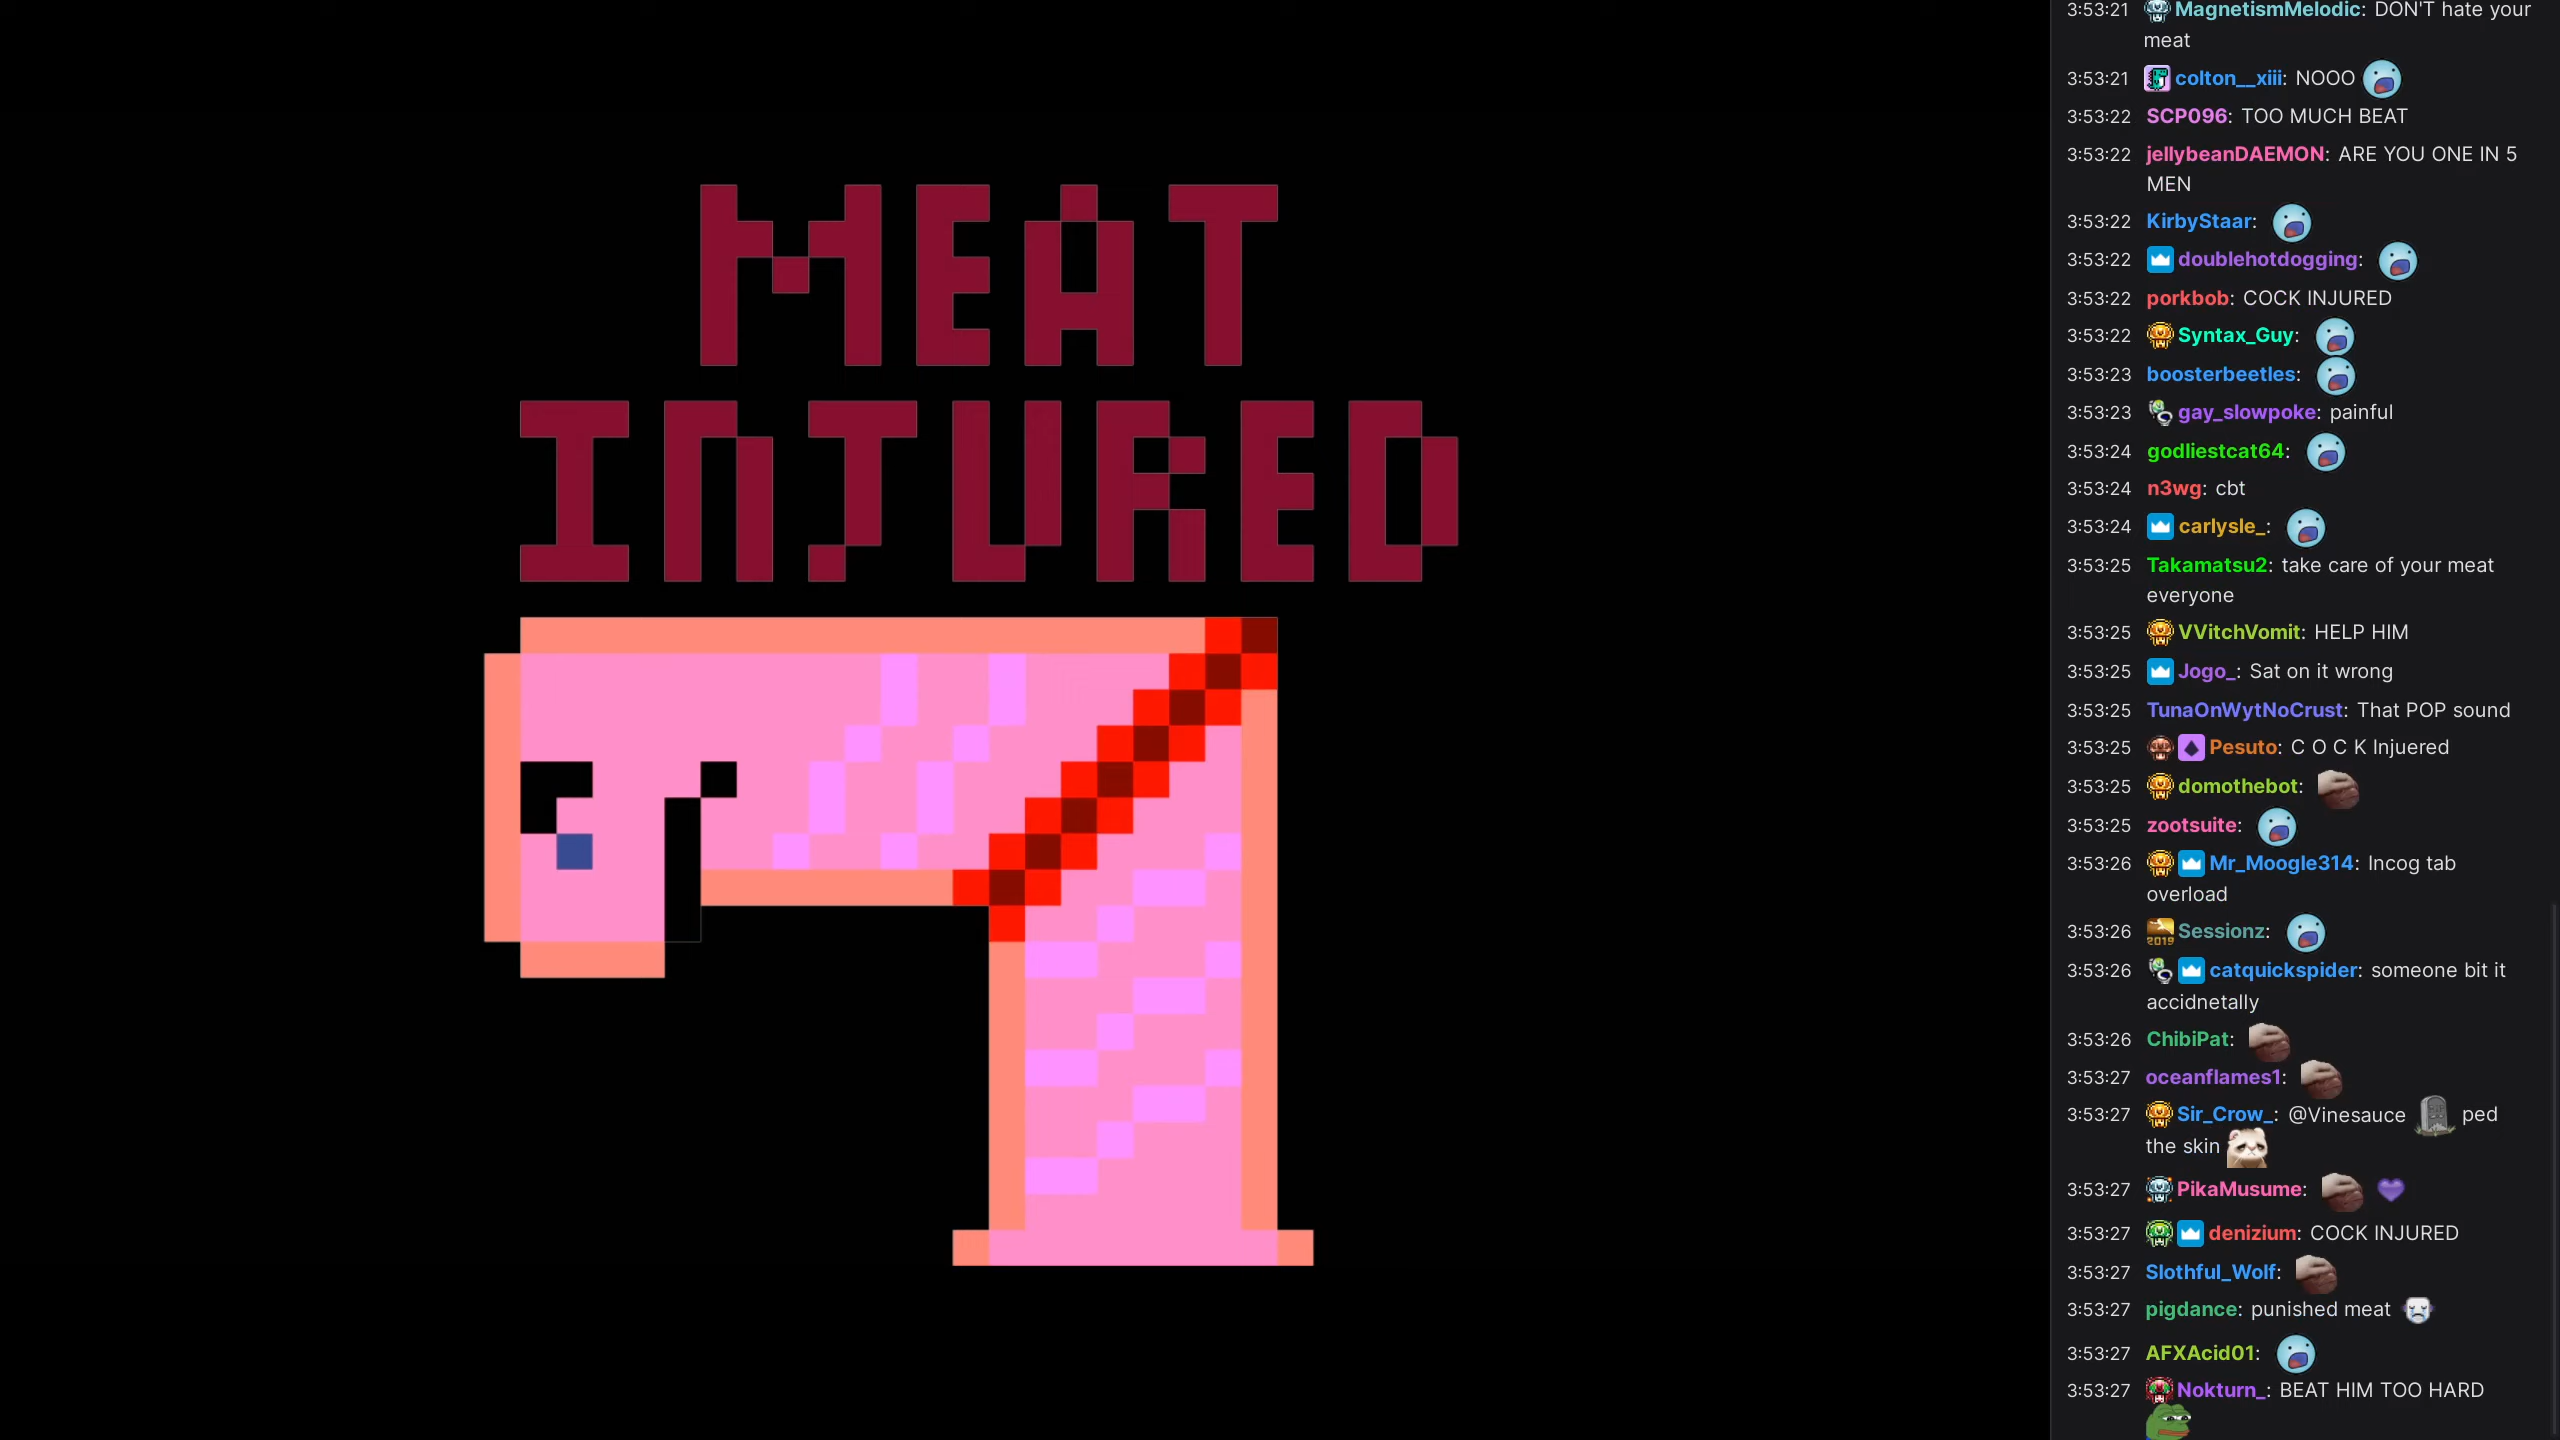 MEAT
INJURED
3:53:21 MagnetismMelodic: DON'T hate your
meat
3:53:21 colton__xiii: NOOO
3:53:22 SCP096: TOO MUCH BEAT
3:53:22 jellybeanDAEMON: ARE YOU ONE IN 5
MEN
3:53:22 KirbyStaar:
3:53:22 doublehotdogging:
3:53:22 porkbob: COCK INJURED
3:53:22 Syntax_Guy:
3:53:23 boosterbeetles:
3:53:23 gay_slowpoke: painful
3:53:24 godliestcat64:
3:53:24 n3wg: cbt
3:53:24 carlysle_:
3:53:25 Takamatsu2: take care of your meat
everyone
3:53:25 VVitchVomit: HELP HIM
3:53:25 Jogo_: Sat on it wrong
3:53:25 TunaOnWytNoCrust: That POP sound
3:53:25 Pesuto: C O C K Injuered
3:53:25 domothebot:
3:53:25 zootsuite:
3:53:26 Mr_Moogle314: Incog tab
overload
3:53:26 2019 Sessionz:
3:53:26 catquickspider: someone bit it
accidnetally
3:53:26 ChibiPat:
3:53:27 oceanflames1:
3:53:27 Sir_Crow_: @Vinesauce ped
the skin
3:53:27 PikaMusume:
3:53:27 denizium: COCK INJURED
3:53:27 Slothful_Wolf:
3:53:27 pigdance: punished meat
3:53:27 AFXAcid01:
3:53:27 Nokturn_: BEAT HIM TOO HARD